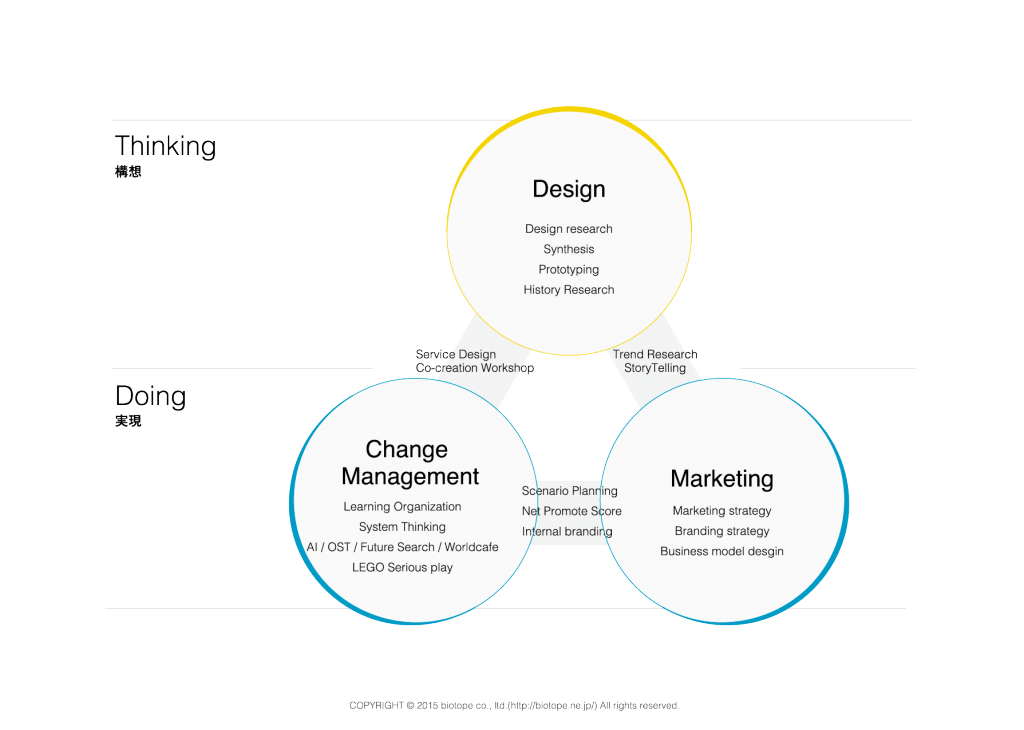 Thinking
構想
Design
Design research
Synthesis
Prototyping
History Research
Service Design
Co-creation Workshop
Trend Research
StoryTelling
Doing
実現
Change
Management
Learning Organization
System Thinking
AI / OST / Future Search / Worldcafe
LEGO Serious play
Scenario Planning
Net Promote Score
Internal branding
Marketing
Marketing strategy
Branding strategy
Business model desgin
COPYRIGHT © 2015 biotope co., ltd.(http://biotope.ne.jp/) All rights reserved.